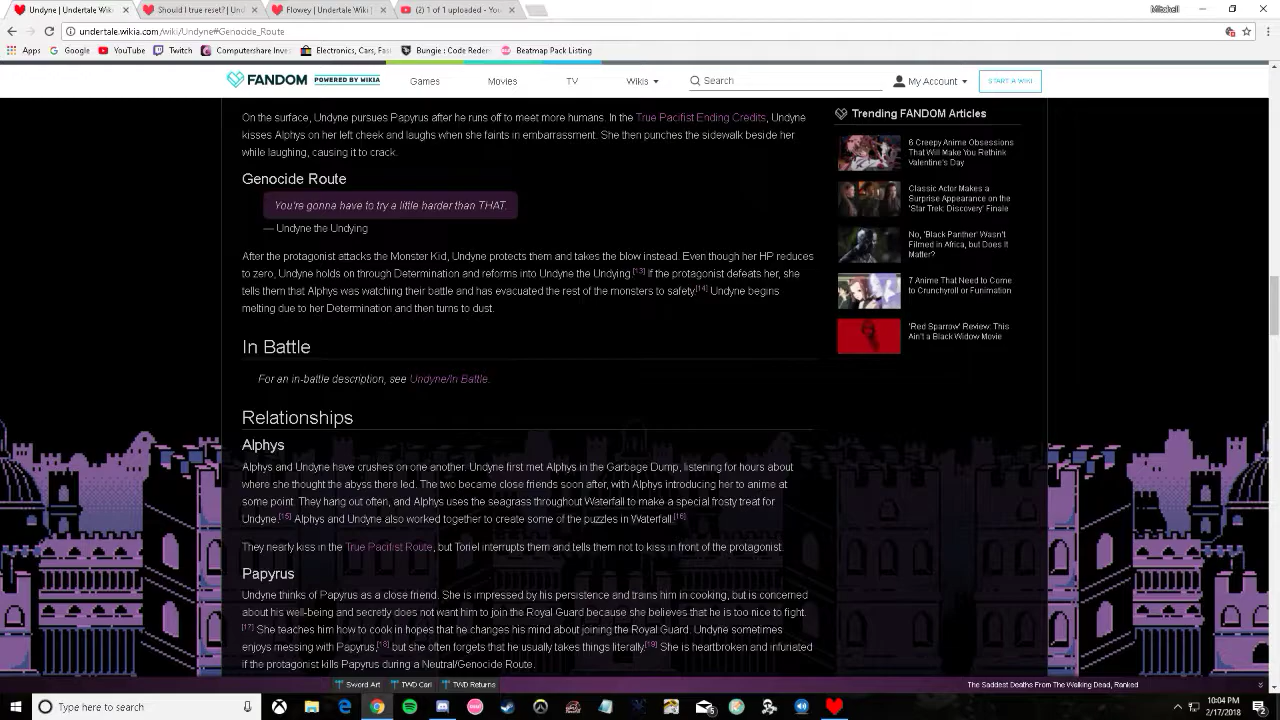 Undyne | Undertale Wiki
Should I true reset? | Un
Flowey | Undertale Wiki |
(2) 1 of 1 uploaded - You
Mitchell
undertale.wikia.com/wiki/Undyne#Genocide_Route
Apps
Google
YouTube
Twitch
Computershare Inves
Electronics, Cars, Fas
Bungie : Code Redem
Beatmap Pack Listing
FANDOM POWERED BY WIKIA
Games
Movies
TV
Wikis
Search
My Account
START A WIKI
On the surface, Undyne pursues Papyrus after he runs off to meet more humans. In the True Pacifist Ending Credits, Undyne
kisses Alphys on her left cheek and laughs when she faints in embarrassment. She then punches the sidewalk beside her
while laughing, causing it to crack.
Genocide Route
You're gonna have to try a little harder than THAT.
— Undyne the Undying
After the protagonist attacks the Monster Kid, Undyne protects them and takes the blow instead. Even though her HP reduces
to zero, Undyne holds on through Determination and reforms into Undyne the Undying.[13] If the protagonist defeats her, she
tells them that Alphys was watching their battle and has evacuated the rest of the monsters to safety.[14] Undyne begins
melting due to her Determination and then turns to dust.
In Battle
For an in-battle description, see Undyne/In Battle.
Relationships
Alphys
Alphys and Undyne have crushes on one another. Undyne first met Alphys in the Garbage Dump, listening for hours about
where she thought the abyss there led. The two became close friends soon after, with Alphys introducing her to anime at
some point. They hang out often, and Alphys uses the seagrass throughout Waterfall to make a special frosty treat for
Undyne.[15] Alphys and Undyne also worked together to create some of the puzzles in Waterfall.[16]
They nearly kiss in the True Pacifist Route, but Toriel interrupts them and tells them not to kiss in front of the protagonist.
Papyrus
Undyne thinks of Papyrus as a close friend. She is impressed by his persistence and trains him in cooking, but is concerned
about his well-being and secretly does not want him to join the Royal Guard because she believes that he is too nice to fight.
[17] She teaches him how to cook in hopes that he changes his mind about joining the Royal Guard. Undyne sometimes
enjoys messing with Papyrus,[18] but she often forgets that he usually takes things literally.[19] She is heartbroken and infuriated
if the protagonist kills Papyrus during a Neutral/Genocide Route.
Trending FANDOM Articles
6 Creepy Anime Obsessions
That Will Make You Rethink
Valentine's Day
Classic Actor Makes a
Surprise Appearance on the
'Star Trek: Discovery' Finale
No, 'Black Panther' Wasn't
Filmed in Africa, but Does It
Matter?
7 Anime That Need to Come
to Crunchyroll or Funimation
'Red Sparrow' Review: This
Ain't a Black Widow Movie
Sword Art
TWD Carl
TWD Returns
The Saddest Deaths From The Walking Dead, Ranked
Type here to search
10:04 PM
2/17/2018